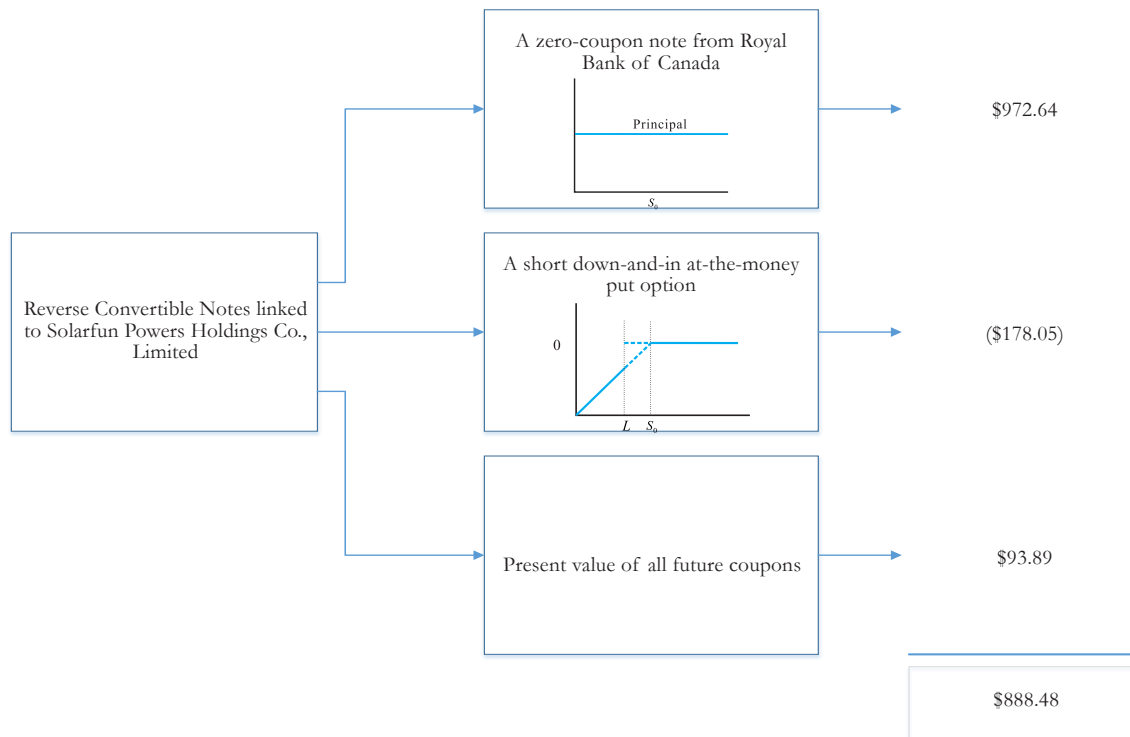 A zero-coupon note from Royal
Bank of Canada
Principal
S₀
$972.64
Reverse Convertible Notes linked
to Solarfun Powers Holdings Co.,
Limited
A short down-and-in at-the-money
put option
0
L S₀
($178.05)
Present value of all future coupons
$93.89
$888.48